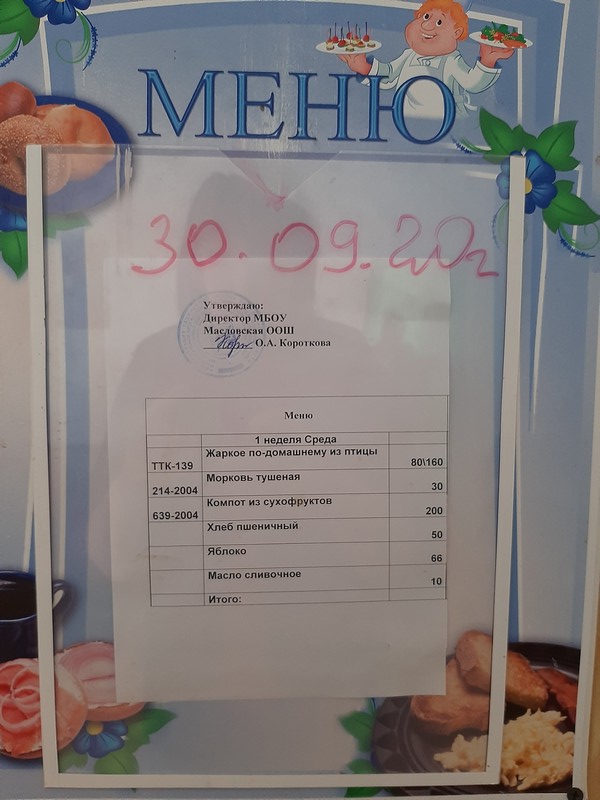 МЕНЮ
30.09.20г
Утверждаю:
Директор МБОУ
Масловская ООШ
О.А. Короткова
Меню
1 неделя Среда
ТТК-139 Жаркое по-домашнему из птицы 80\160
214-2004 Морковь тушеная 30
639-2004 Компот из сухофруктов 200
Хлеб пшеничный 50
Яблоко 66
Масло сливочное 10
Итого: